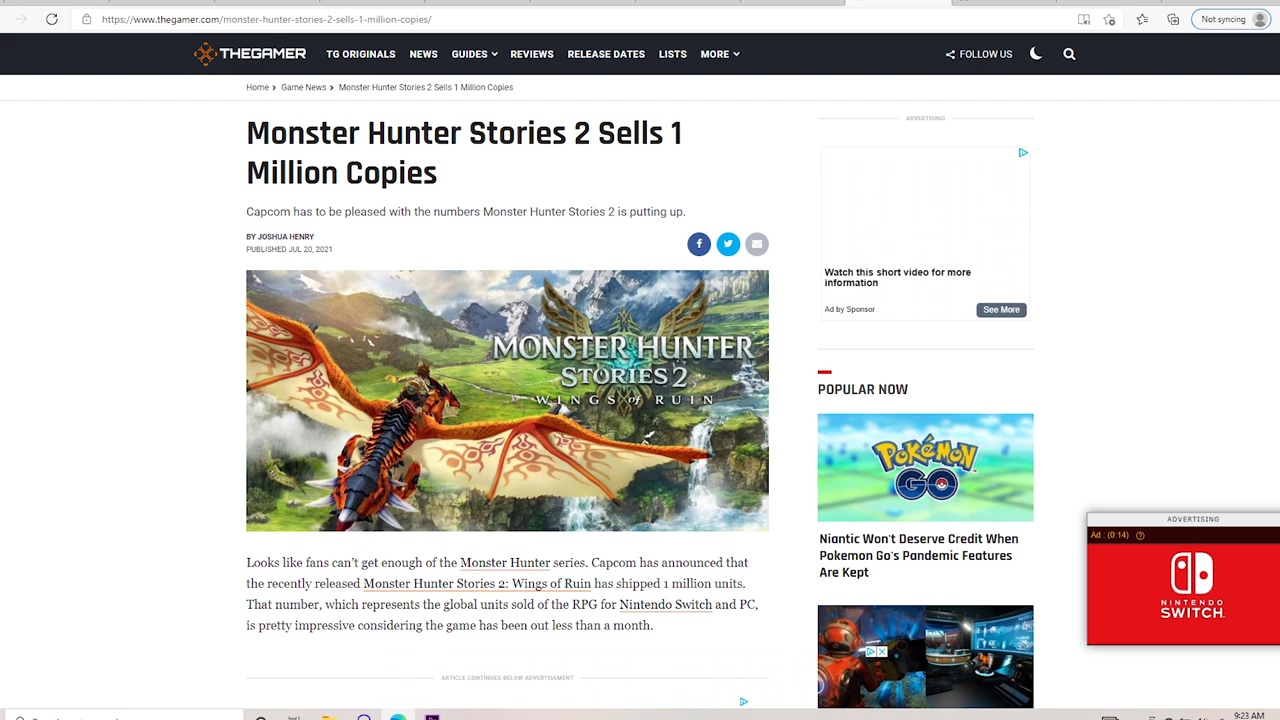 https://www.thegamer.com/monster-hunter-stories-2-sells-1-million-copies/
Not syncing
THEGAMER
TG ORIGINALS
NEWS
GUIDES
REVIEWS
RELEASE DATES
LISTS
MORE
FOLLOW US
Home
Game News
Monster Hunter Stories 2 Sells 1 Million Copies
Monster Hunter Stories 2 Sells 1
Million Copies
Capcom has to be pleased with the numbers Monster Hunter Stories 2 is putting up.
BY JOSHUA HENRY
PUBLISHED JUL 20, 2021
MONSTER HUNTER
STORIES 2
WINGS of RUIN
Looks like fans can’t get enough of the Monster Hunter series. Capcom has announced that
the recently released Monster Hunter Stories 2: Wings of Ruin has shipped 1 million units.
That number, which represents the global units sold of the RPG for Nintendo Switch and PC,
is pretty impressive considering the game has been out less than a month.
ARTICLE CONTINUES BELOW ADVERTISEMENT
ADVERTISING
Watch this short video for more
information
Ad by Sponsor
See More
POPULAR NOW
POKéMON
GO
Niantic Won't Deserve Credit When
Pokemon Go's Pandemic Features
Are Kept
ADVERTISING
Ad : (0:14)
NINTENDO
SWITCH
9:23 AM